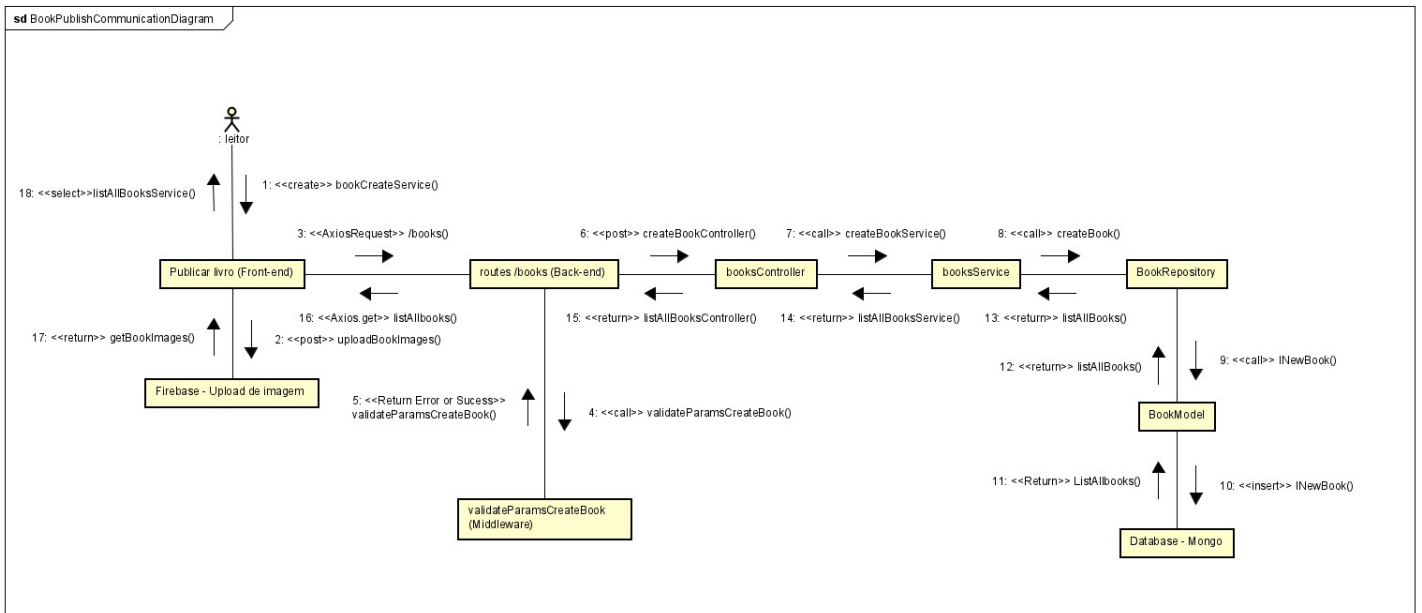 sd BookPublishCommunicationDiagram
: leitor
18: <<select>>listAllBooksService()
1: <<create>> bookCreateService()
3: <<AxiosRequest>> /books()
6: <<post>> createBookController()
7: <<call>> createBookService()
8: <<call>> createBook()
Publicar livro (Front-end)
routes /books (Back-end)
booksController
booksService
BookRepository
16: <<Axios.get>> listAllbooks()
15: <<return>> listAllBooksController()
14: <<return>> listAllBooksService()
13: <<return>> listAllBooks()
17: <<return>> getBookImages()
2: <<post>> uploadBookImages()
12: <<return>> listAllBooks()
9: <<call>> INewBook()
Firebase - Upload de imagem
5: <<Return Error or Sucess>>
validateParamsCreateBook()
4: <<call>> validateParamsCreateBook()
BookModel
11: <<Return>> ListAllbooks()
10: <<insert>> INewBook()
validateParamsCreateBook
(Middleware)
Database - Mongo